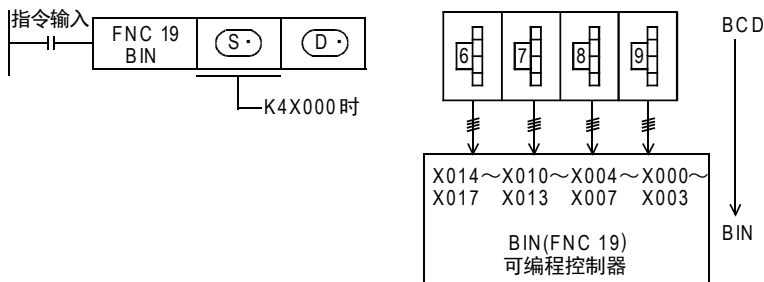 指令输入
FNC 19
BIN
S·
D·
K4X000时
6 7 8 9
BCD
X014～X010～X004～X000～
X017 X013 X007 X003
BIN(FNC 19)
可编程控制器
BIN